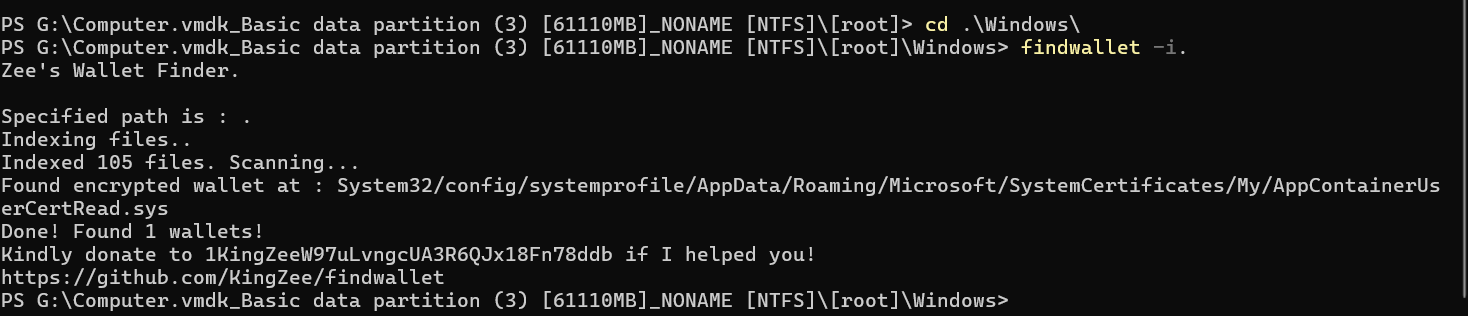 PS G:\Computer.vmdk_Basic data partition (3) [61110MB]_NONAME [NTFS]\[root]> cd .\Windows\
PS G:\Computer.vmdk_Basic data partition (3) [61110MB]_NONAME [NTFS]\[root]\Windows> findwallet -i.
Zee's Wallet Finder.
Specified path is : .
Indexing files..
Indexed 105 files. Scanning...
Found encrypted wallet at : System32/config/systemprofile/AppData/Roaming/Microsoft/SystemCertificates/My/AppContainerUs
erCertRead.sys
Done! Found 1 wallets!
Kindly donate to 1KingZeeW97uLvngcUA3R6QJx18Fn78ddb if I helped you!
https://github.com/KingZee/findwallet
PS G:\Computer.vmdk_Basic data partition (3) [61110MB]_NONAME [NTFS]\[root]\Windows>